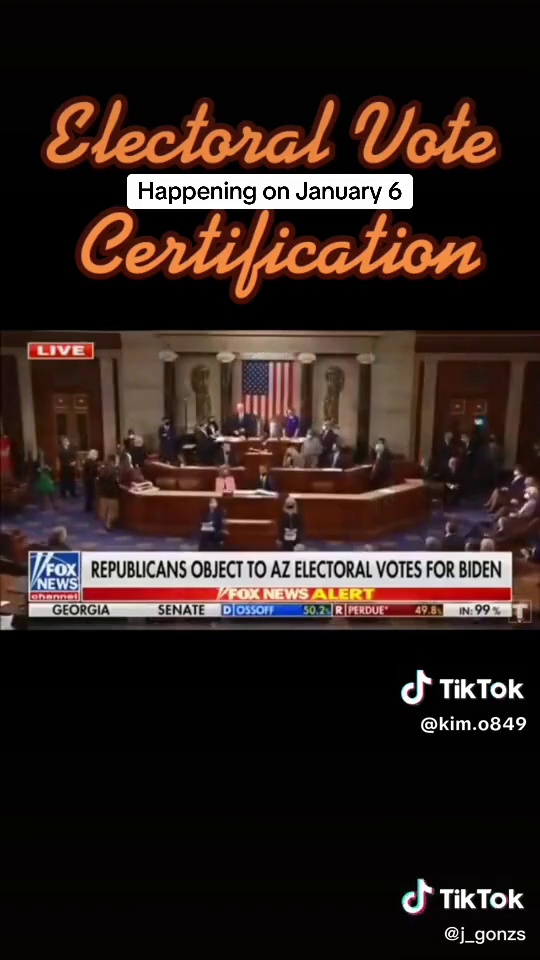 Electoral Vote
Happening on January 6
Certification
LIVE
FOX
NEWS
channel
REPUBLICANS OBJECT TO AZ ELECTORAL VOTES FOR BIDEN
FOX NEWS ALERT
GEORGIA SENATE D OSSOFF 50.2% R PERDUE* 49.8% IN: 99%
TikTok
@kim.o849
TikTok
@j_gonzs